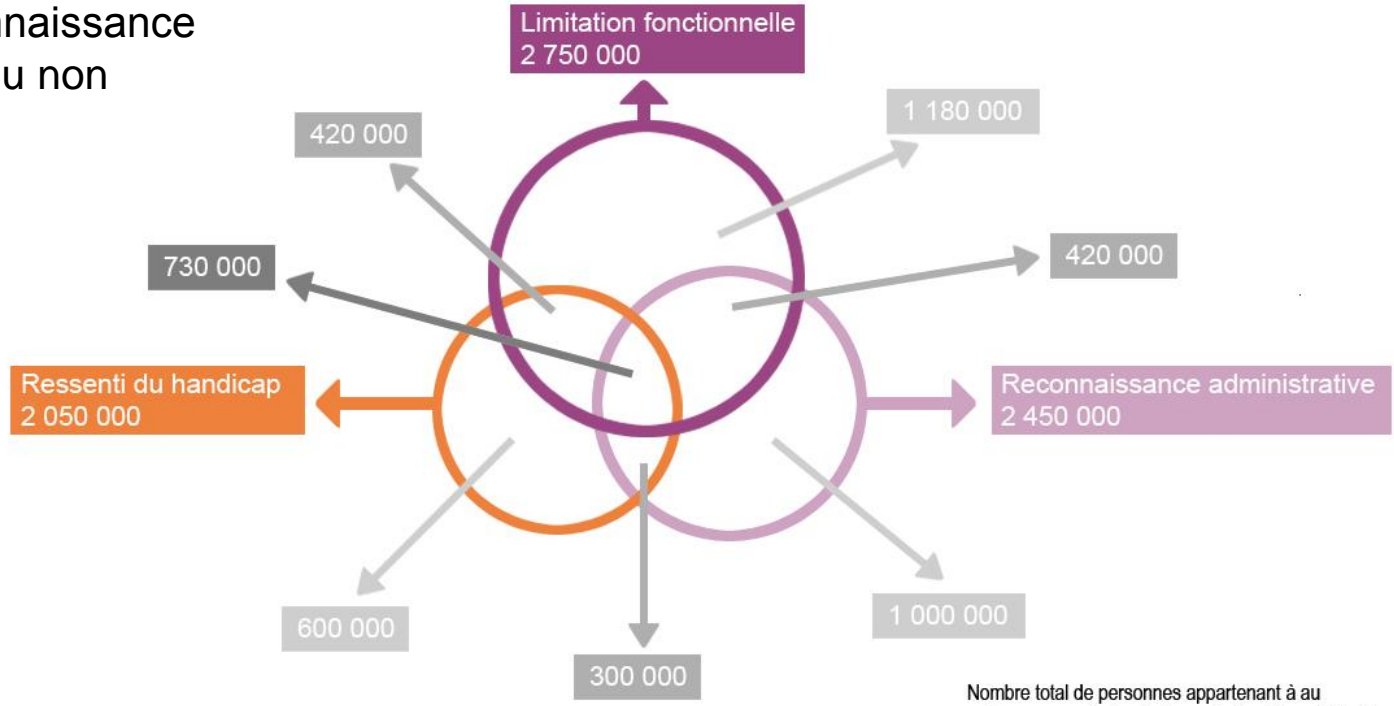 nnaissance
u non
Limitation fonctionnelle
2 750 000
420 000
1 180 000
730 000
420 000
Ressenti du handicap
2 050 000
Reconnaissance administrative
2 450 000
600 000
1 000 000
300 000
Nombre total de personnes appartenant à au